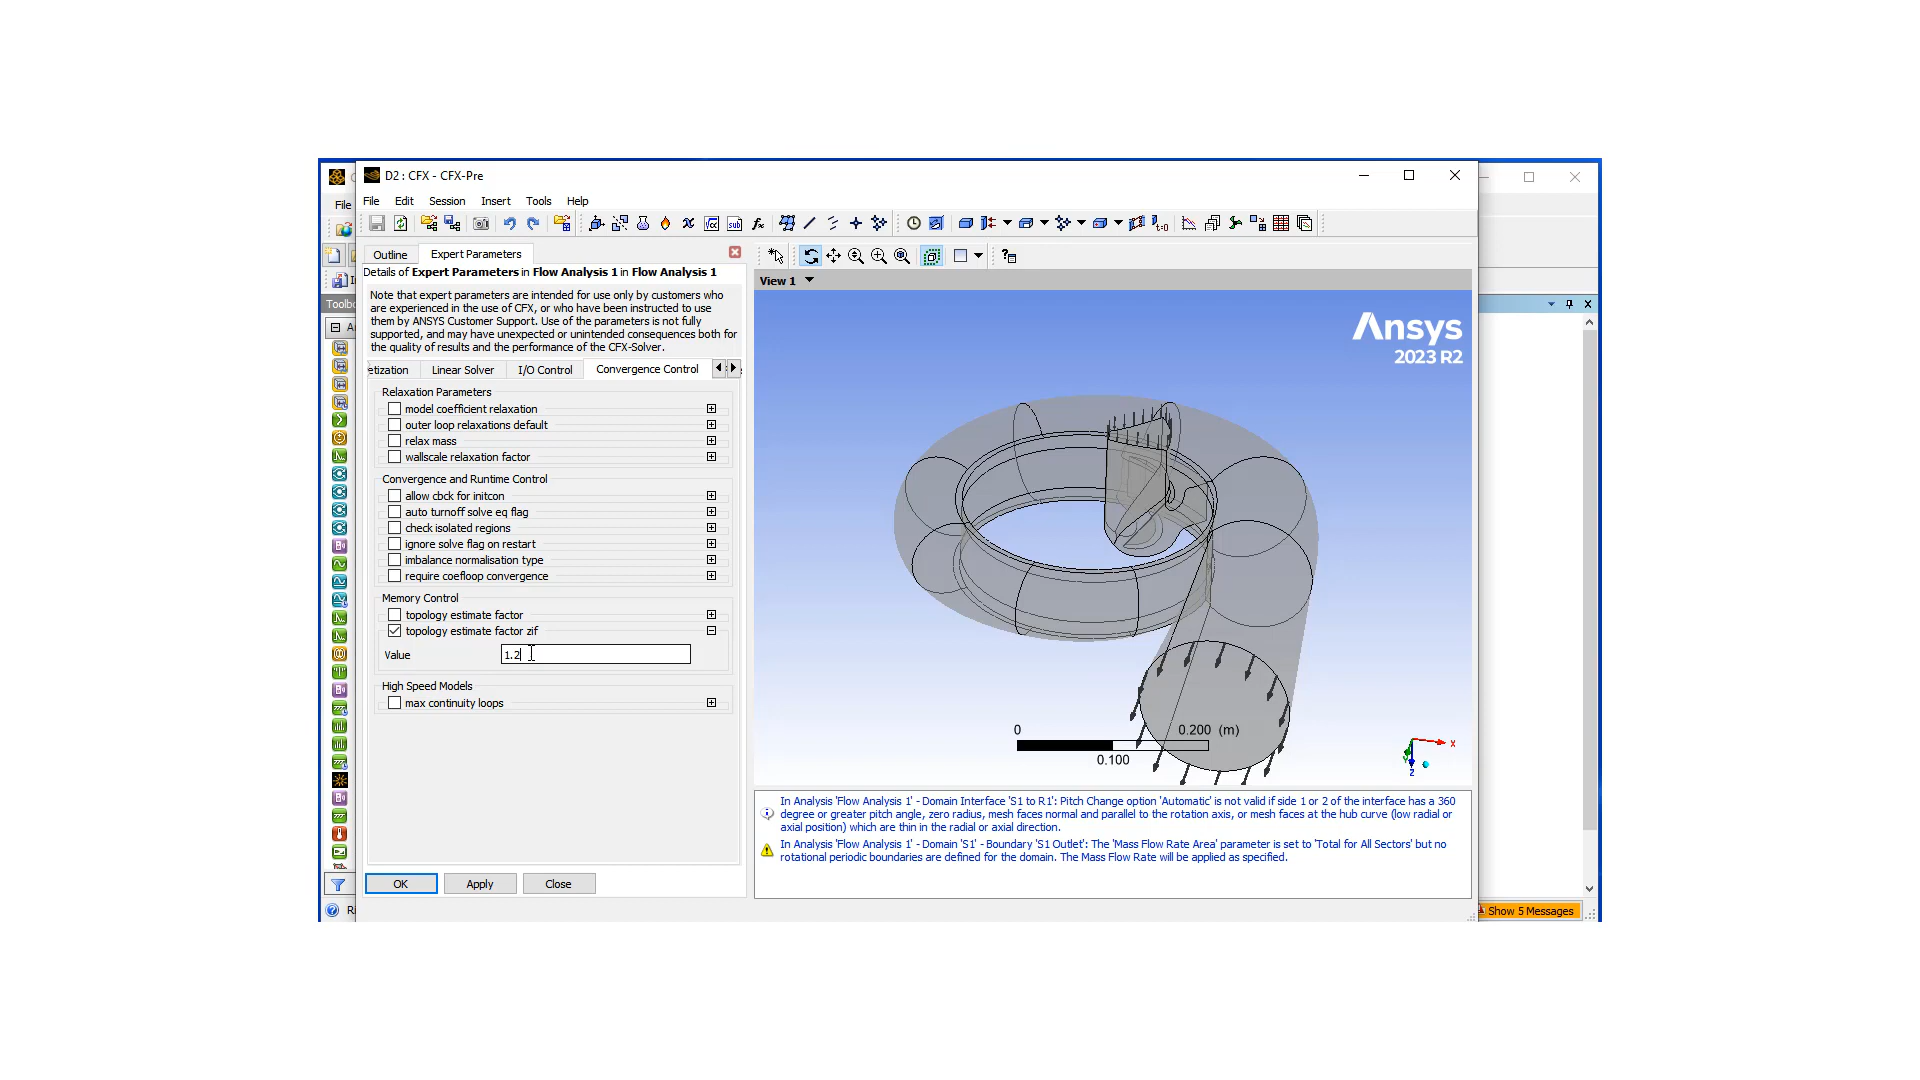 D2 : CFX - CFX-Pre
File
File Edit Session Insert Tools Help
Outline
Expert Parameters
Details of Expert Parameters in Flow Analysis 1 in Flow Analysis 1
Note that expert parameters are intended for use only by customers who
are experienced in the use of CFX, or who have been instructed to use
them by ANSYS Customer Support. Use of the parameters is not fully
supported, and may have unexpected or unintended consequences both for
the quality of results and the performance of the CFX-Solver.
etization Linear Solver I/O Control Convergence Control
Relaxation Parameters
model coefficient relaxation
outer loop relaxations default
relax mass
wallscale relaxation factor
Convergence and Runtime Control
allow cbck for initcon
auto turnoff solve eq flag
check isolated regions
ignore solve flag on restart
imbalance normalisation type
require coefloop convergence
Memory Control
topology estimate factor
topology estimate factor zif
Value 1.2
High Speed Models
max continuity loops
OK Apply Close
View 1
Ansys
2023 R2
0 0.200 (m)
0.100
X
Y
Z
In Analysis 'Flow Analysis 1' - Domain Interface 'S1 to R1': Pitch Change option 'Automatic' is not valid if side 1 or 2 of the interface has a 360
degree or greater pitch angle, zero radius, mesh faces normal and parallel to the rotation axis, or mesh faces at the hub curve (low radial or
axial position) which are thin in the radial or axial direction.
In Analysis 'Flow Analysis 1' - Domain 'S1' - Boundary 'S1 Outlet': The 'Mass Flow Rate Area' parameter is set to 'Total for All Sectors' but no
rotational periodic boundaries are defined for the domain. The Mass Flow Rate will be applied as specified.
Show 5 Messages